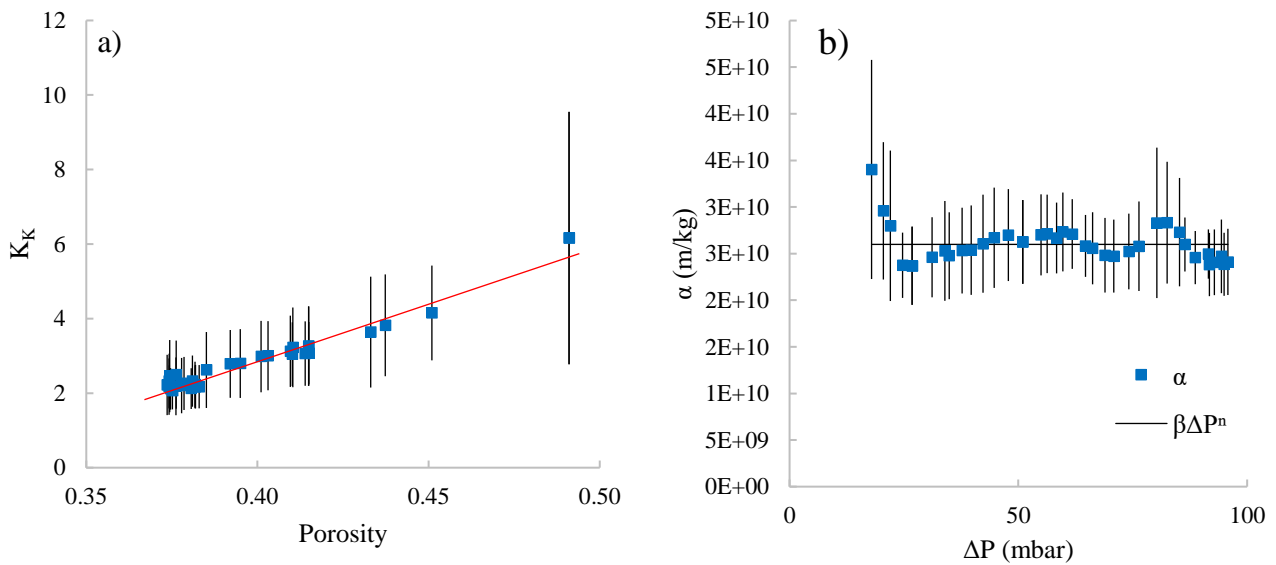 a)
12
10
8
6
4
2
0
K_K
0.35 0.40 0.45 0.50
Porosity
b)
5E+10
5E+10
4E+10
4E+10
3E+10
3E+10
2E+10
2E+10
1E+10
5E+09
0E+00
α (m/kg)
α
βΔPⁿ
0 50 100
ΔP (mbar)